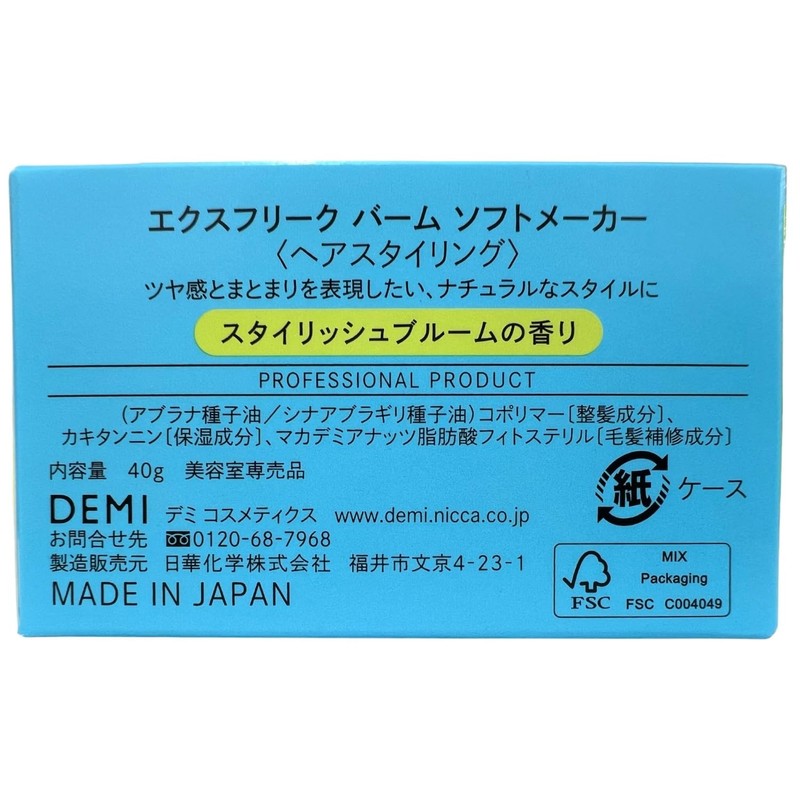 エクスフリーク バーム ソフトメーカー
〈ヘアスタイリング〉
ツヤ感とまとまりを表現したい、ナチュラルなスタイルに
スタイリッシュブルームの香り
PROFESSIONAL PRODUCT
(アブラナ種子油/シナアブラギリ種子油)コポリマー〔整髪成分〕、
カキタンニン〔保湿成分〕、マカデミアナッツ脂肪酸フィトステリル〔毛髪補修成分〕
内容量 40g 美容室専売品
紙 ケース
DEMI デミ コスメティクス www.demi.nicca.co.jp
お問合せ先 0120-68-7968
製造販売元 日華化学株式会社 福井市文京4-23-1
MADE IN JAPAN
FSC
MIX
Packaging
FSC C004049